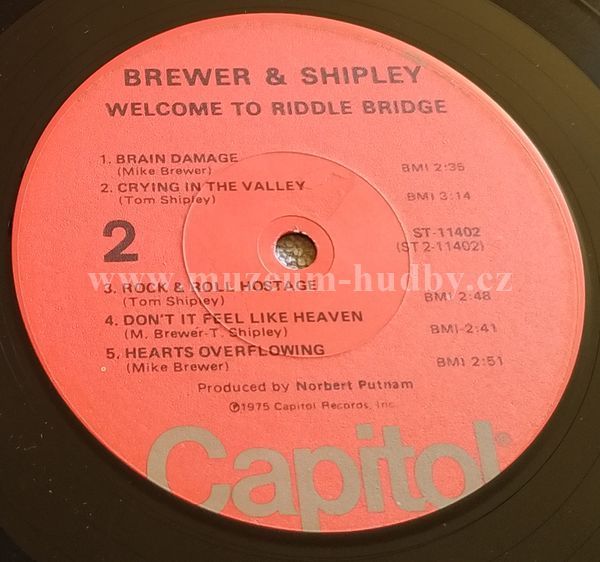 BREWER & SHIPLEY
WELCOME TO RIDDLE BRIDGE
1. BRAIN DAMAGE BMI 2:35
(Mike Brewer)
2. CRYING IN THE VALLEY BMI 3:14
(Tom Shipley)
2
ST-11402
(ST2-11402)
www.muzeum-hudby.cz
3. ROCK & ROLL HOSTAGE BMI 2:48
(Tom Shipley)
4. DON'T IT FEEL LIKE HEAVEN BMI-2:41
(M. Brewer-T. Shipley)
5. HEARTS OVERFLOWING BMI 2:51
(Mike Brewer)
Produced by Norbert Putnam
℗1975 Capitol Records, Inc.
Capitol®